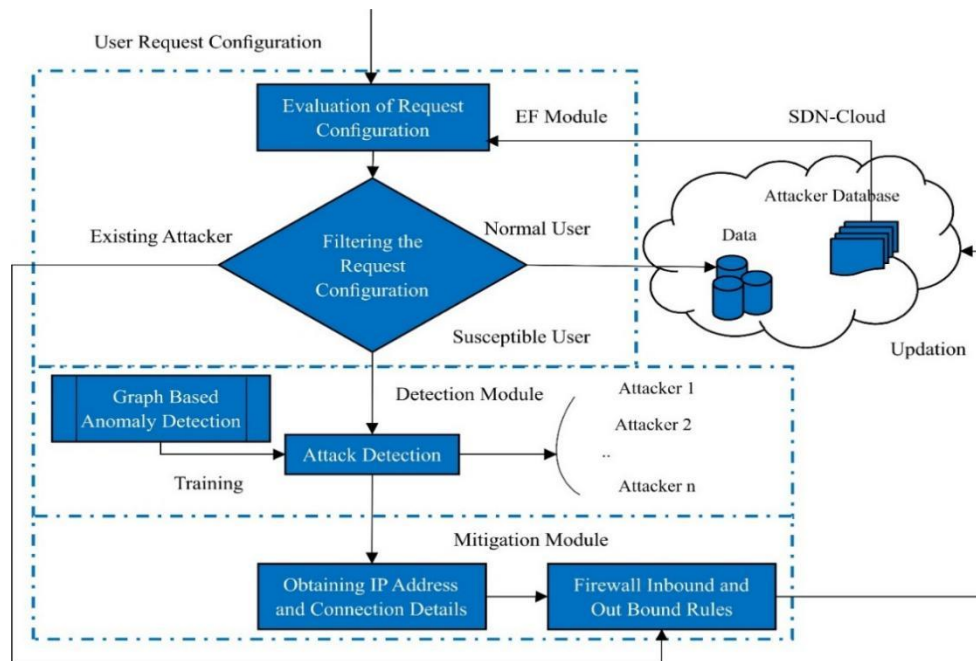 User Request Configuration
Evaluation of Request
Configuration
EF Module
SDN-Cloud
Attacker Database
Data
Existing Attacker
Normal User
Filtering the
Request
Configuration
Susceptible User
Updation
Graph Based
Anomaly Detection
Detection Module
Attacker 1
Attacker 2
..
Attacker n
Attack Detection
Training
Mitigation Module
Obtaining IP Address
and Connection Details
Firewall Inbound and
Out Bound Rules